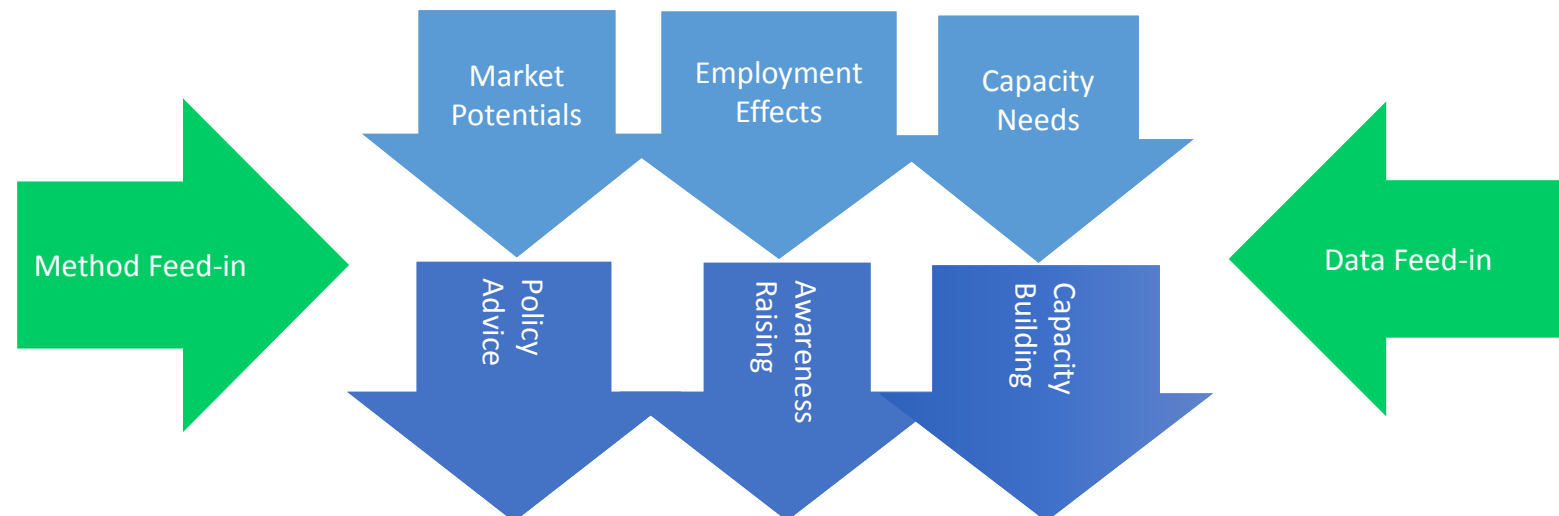 Market
Potentials
Employment
Effects
Capacity
Needs
Method Feed-in
Data Feed-in
Policy
Advice
Awareness
Raising
Capacity
Building